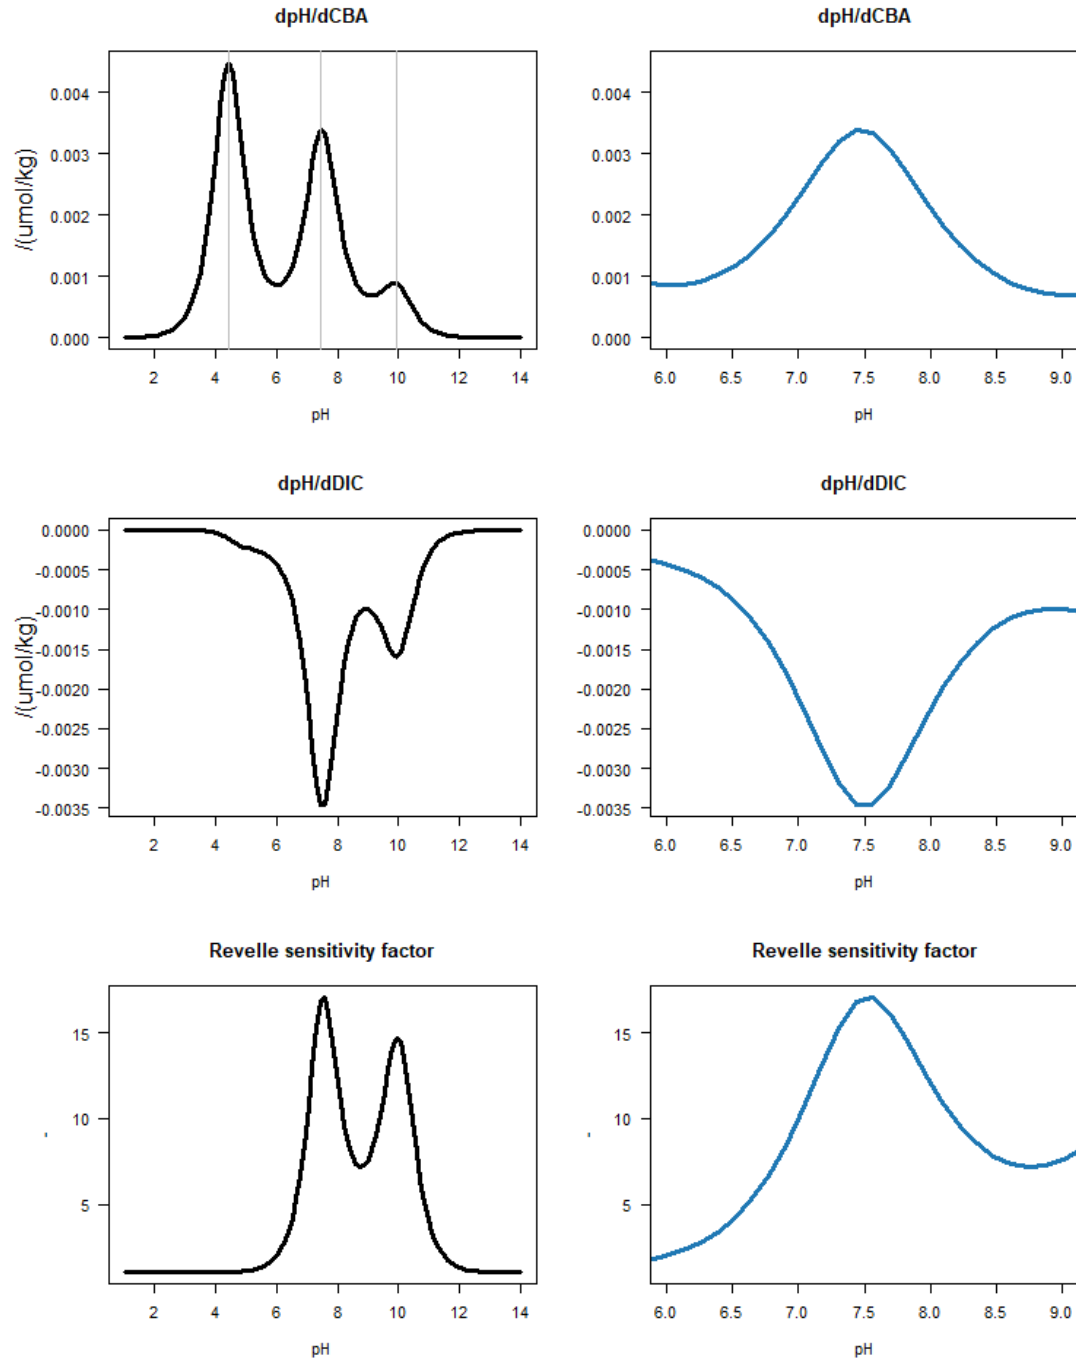 dpH/dCBA
dpH/dCBA
/(umol/kg)
0.004
0.003
0.002
0.001
0.000
2 4 6 8 10 12 14
pH
0.004
0.003
0.002
0.001
0.000
6.0 6.5 7.0 7.5 8.0 8.5 9.0
pH
dpH/dDIC
dpH/dDIC
/(umol/kg)
0.0000
-0.0005
-0.0010
-0.0015
-0.0020
-0.0025
-0.0030
-0.0035
2 4 6 8 10 12 14
pH
0.0000
-0.0005
-0.0010
-0.0015
-0.0020
-0.0025
-0.0030
-0.0035
6.0 6.5 7.0 7.5 8.0 8.5 9.0
pH
Revelle sensitivity factor
Revelle sensitivity factor
-
15
10
5
2 4 6 8 10 12 14
pH
-
15
10
5
6.0 6.5 7.0 7.5 8.0 8.5 9.0
pH